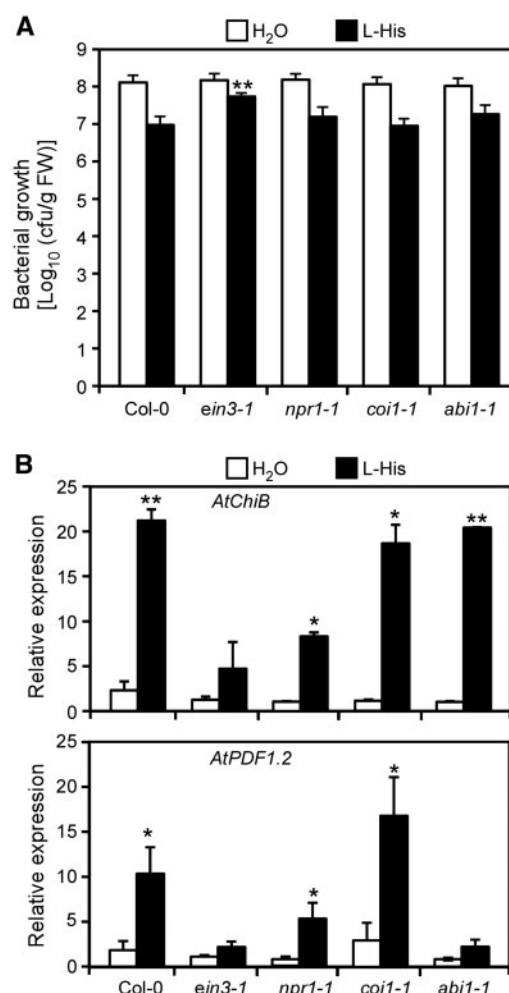 A
H2O L-His
Bacterial growth
[Log10 (cfu/g FW)]
9
8
7
6
5
4
3
2
1
0
**
Col-0 ein3-1 npr1-1 coi1-1 abi1-1
B
H2O L-His
AtChiB
Relative expression
25
20
15
10
5
0
** * * **
AtPDF1.2
Relative expression
25
20
15
10
5
0
* * *
Col-0 ein3-1 npr1-1 coi1-1 abi1-1